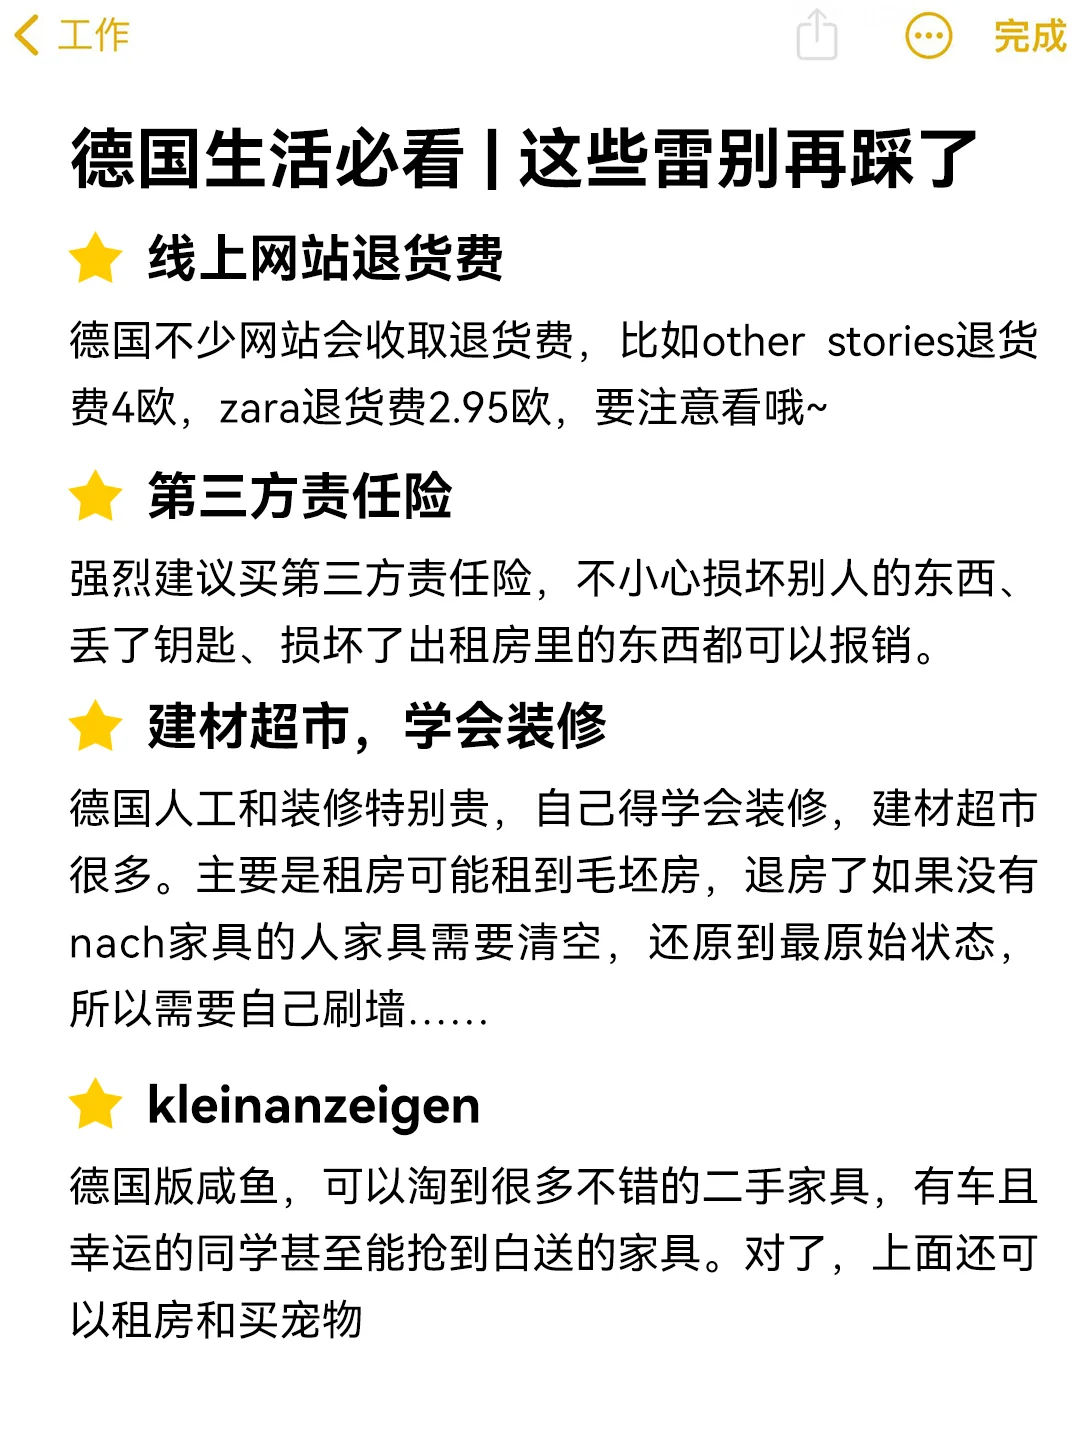 工作
完成
德国生活必看 | 这些雷别再踩了
线上网站退货费
德国不少网站会收取退货费，比如other stories退货
费4欧，zara退货费2.95欧，要注意看哦~
第三方责任险
强烈建议买第三方责任险，不小心损坏别人的东西、
丢了钥匙、损坏了出租房里的东西都可以报销。
建材超市，学会装修
德国人工和装修特别贵，自己得学会装修，建材超市
很多。主要是租房可能租到毛坯房，退房了如果没有
nach家具的人家具需要清空，还原到最原始状态，
所以需要自己刷墙……
kleinanzeigen
德国版咸鱼，可以淘到很多不错的二手家具，有车且
幸运的同学甚至能抢到白送的家具。对了，上面还可
以租房和买宠物